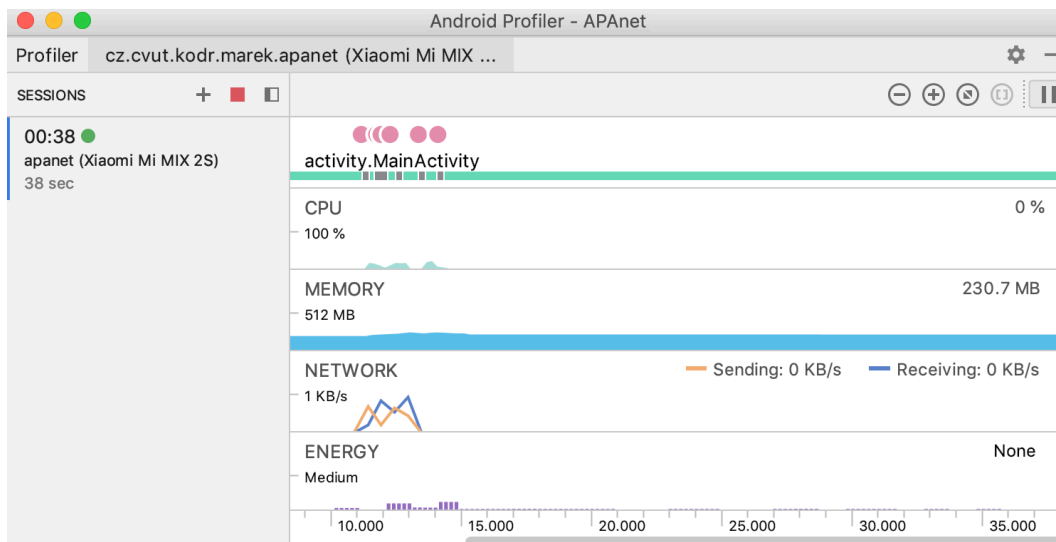 Android Profiler - APAnet
Profiler cz.cvut.kodr.marek.apanet (Xiaomi Mi MIX ...
SESSIONS
00:38
apanet (Xiaomi Mi MIX 2S)
38 sec
activity.MainActivity
CPU 0 %
100 %
MEMORY 230.7 MB
512 MB
NETWORK Sending: 0 KB/s Receiving: 0 KB/s
1 KB/s
ENERGY None
Medium
10.000 15.000 20.000 25.000 30.000 35.000